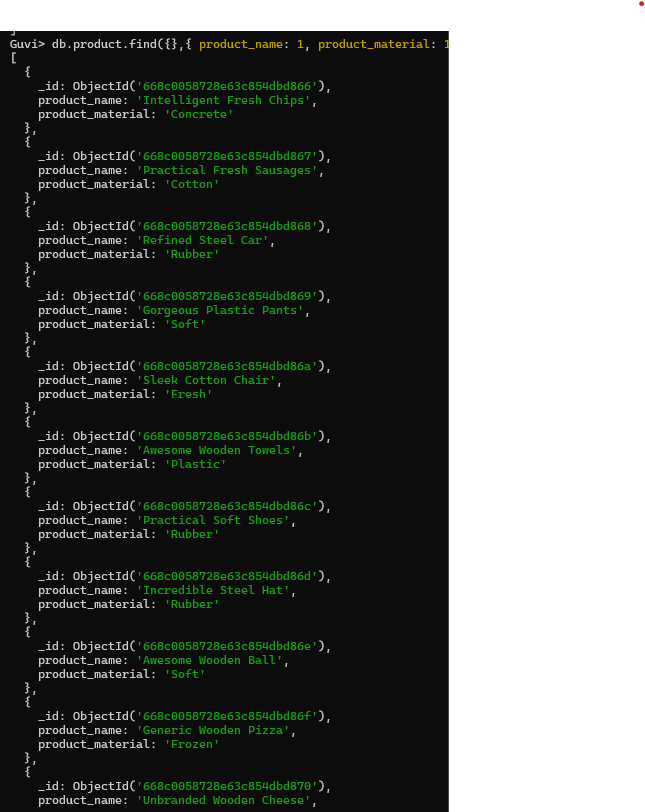 ]
Guvi> db.product.find({},{ product_name: 1, product_material: 1
[
{
_id: ObjectId('668c0058728e63c854dbd866'),
product_name: 'Intelligent Fresh Chips',
product_material: 'Concrete'
},
{
_id: ObjectId('668c0058728e63c854dbd867'),
product_name: 'Practical Fresh Sausages',
product_material: 'Cotton'
},
{
_id: ObjectId('668c0058728e63c854dbd868'),
product_name: 'Refined Steel Car',
product_material: 'Rubber'
},
{
_id: ObjectId('668c0058728e63c854dbd869'),
product_name: 'Gorgeous Plastic Pants',
product_material: 'Soft'
},
{
_id: ObjectId('668c0058728e63c854dbd86a'),
product_name: 'Sleek Cotton Chair',
product_material: 'Fresh'
},
{
_id: ObjectId('668c0058728e63c854dbd86b'),
product_name: 'Awesome Wooden Towels',
product_material: 'Plastic'
},
{
_id: ObjectId('668c0058728e63c854dbd86c'),
product_name: 'Practical Soft Shoes',
product_material: 'Rubber'
},
{
_id: ObjectId('668c0058728e63c854dbd86d'),
product_name: 'Incredible Steel Hat',
product_material: 'Rubber'
},
{
_id: ObjectId('668c0058728e63c854dbd86e'),
product_name: 'Awesome Wooden Ball',
product_material: 'Soft'
},
{
_id: ObjectId('668c0058728e63c854dbd86f'),
product_name: 'Generic Wooden Pizza',
product_material: 'Frozen'
},
{
_id: ObjectId('668c0058728e63c854dbd870'),
product_name: 'Unbranded Wooden Cheese',